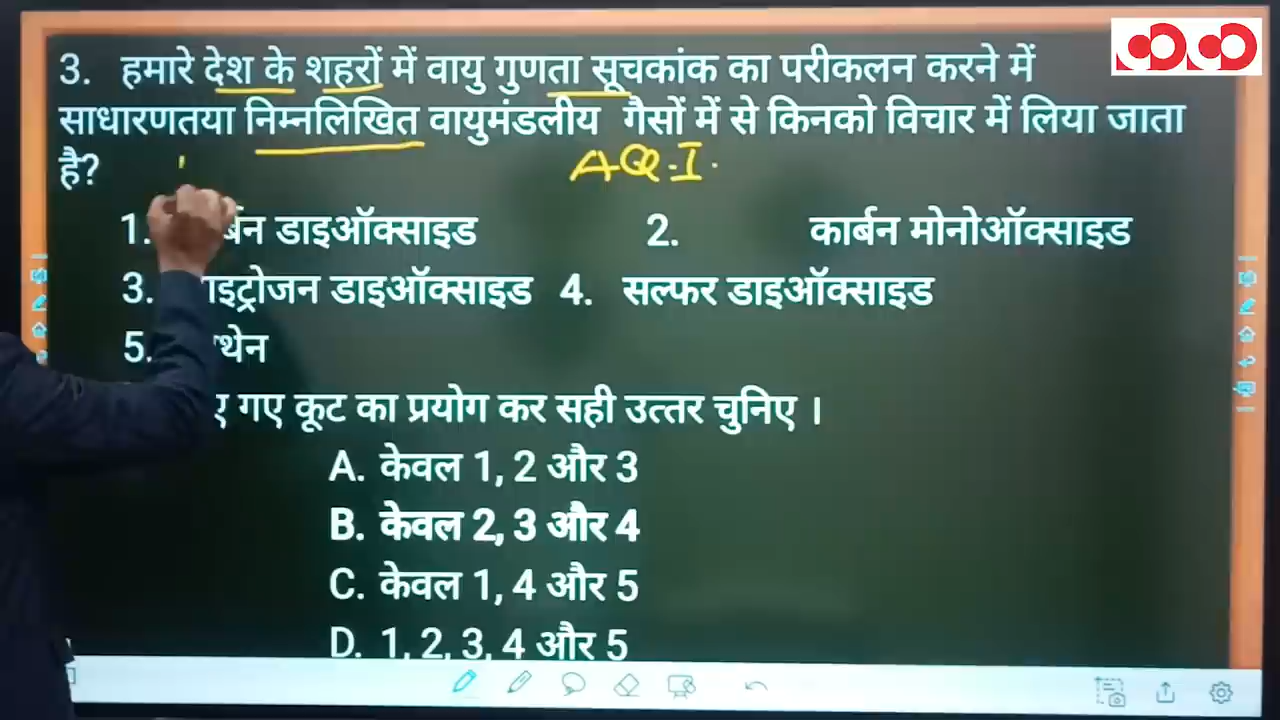 3. हमारे देश के शहरों में वायु गुणता सूचकांक का परीकलन करने में
साधारणतया निम्नलिखित वायुमंडलीय गैसों में से किनको विचार में लिया जाता
है?
AQI.
1. र्बन डाइऑक्साइड 2. कार्बन मोनोऑक्साइड
3. इट्रोजन डाइऑक्साइड 4. सल्फर डाइऑक्साइड
5. थेन
ए गए कूट का प्रयोग कर सही उत्तर चुनिए ।
A. केवल 1, 2 और 3
B. केवल 2, 3 और 4
C. केवल 1, 4 और 5
D. 1, 2, 3, 4 और 5